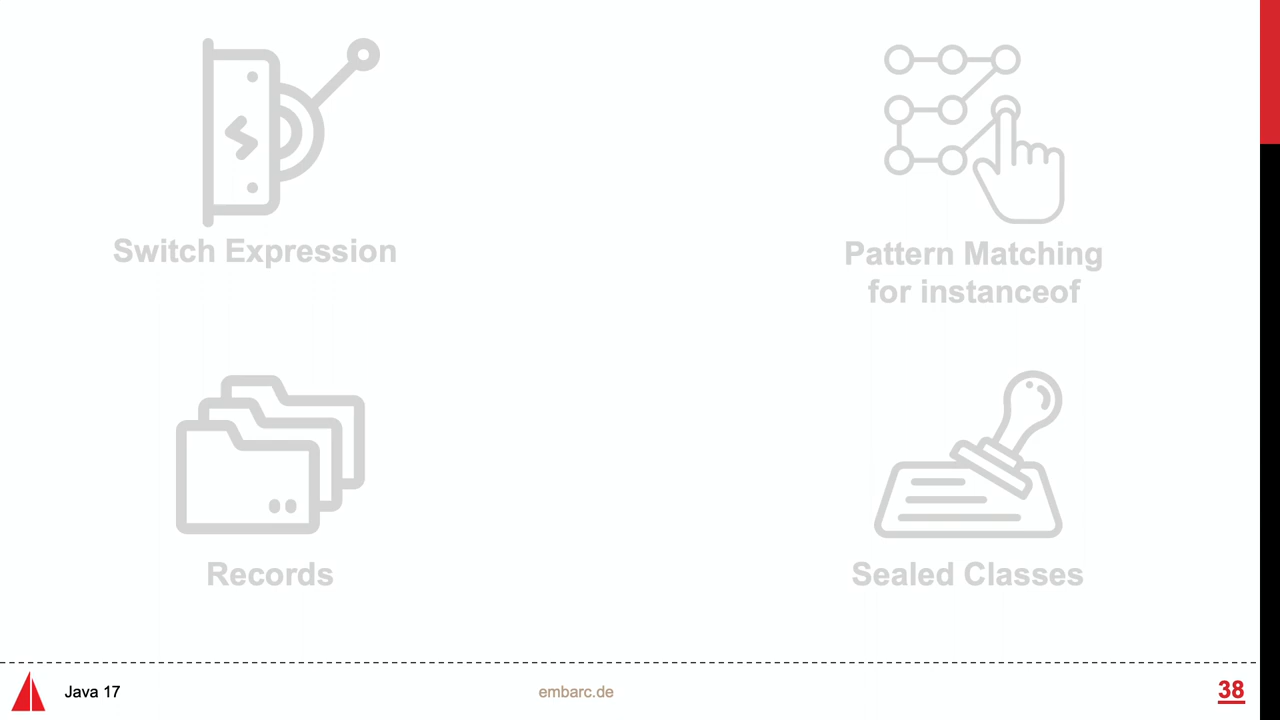 Switch Expression
Pattern Matching
for instanceof
Records
Sealed Classes
Java 17
embarc.de
38